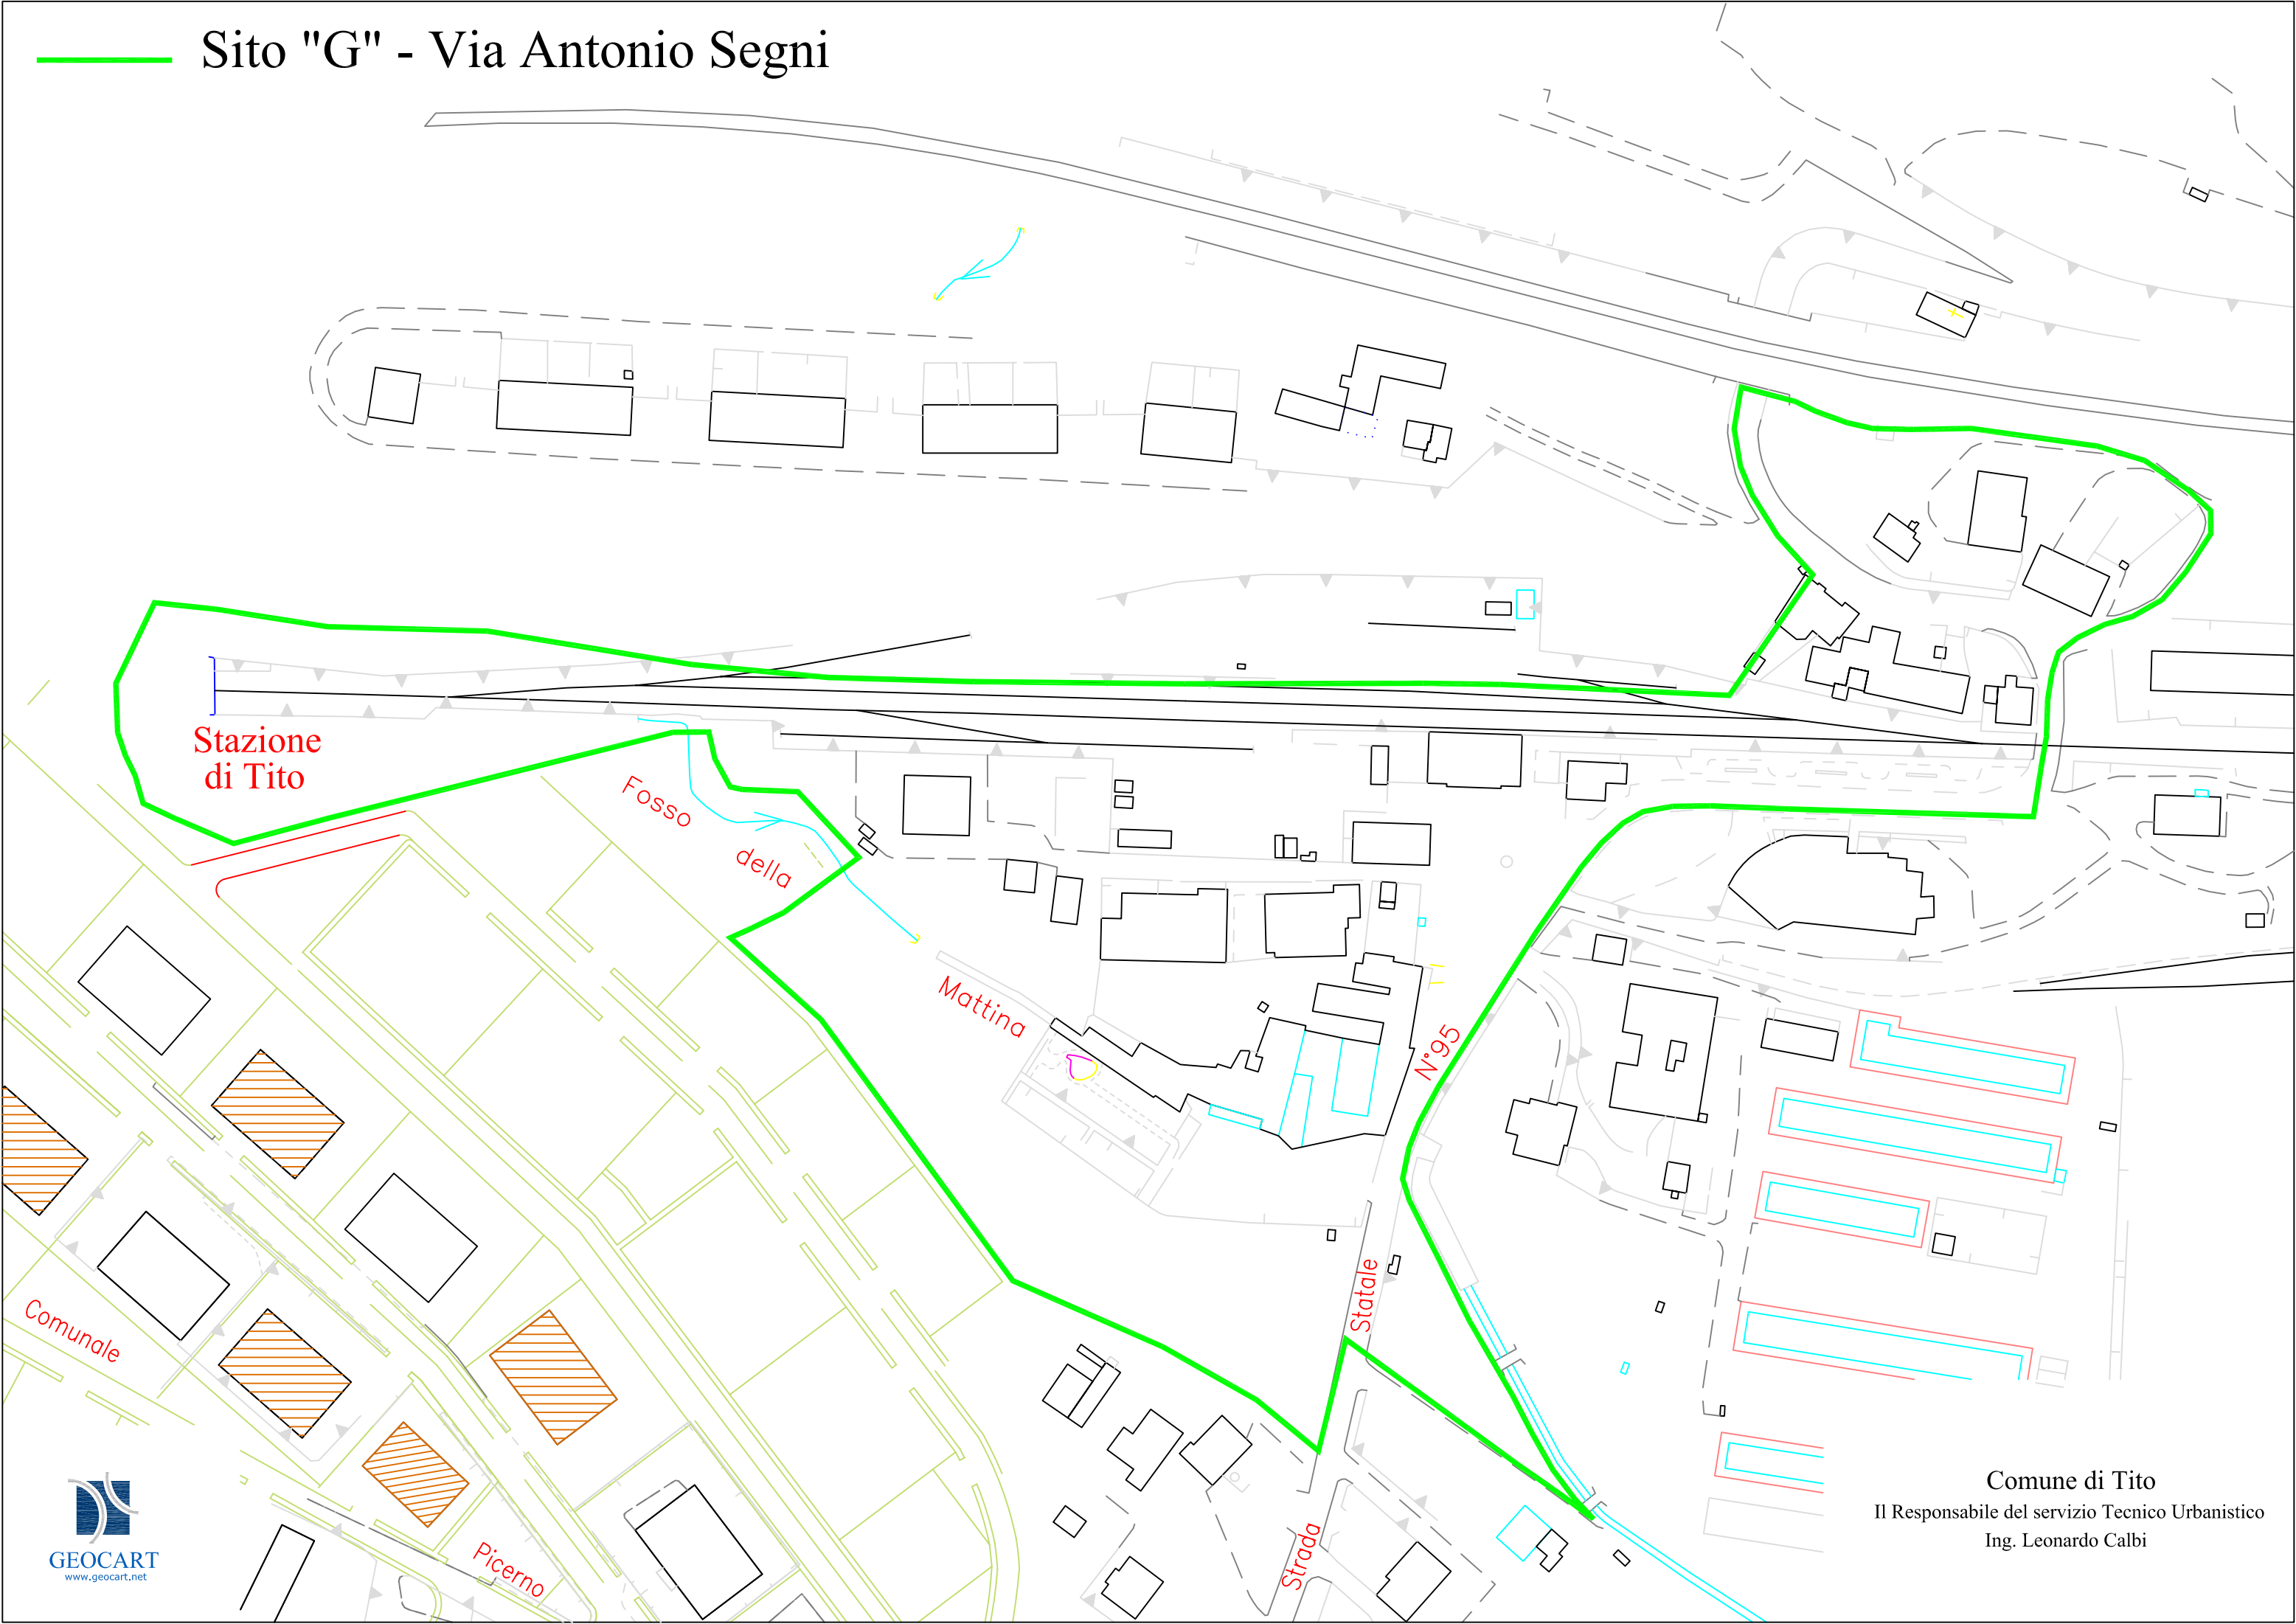 Sito "G" - Via Antonio Segni
Stazione
di Tito
Fosso
della
Mattina
N°95
Statale
Strada
Comunale
Picerno
GEOCART
www.geocart.net
Comune di Tito
Il Responsabile del servizio Tecnico Urbanistico
Ing. Leonardo Calbi